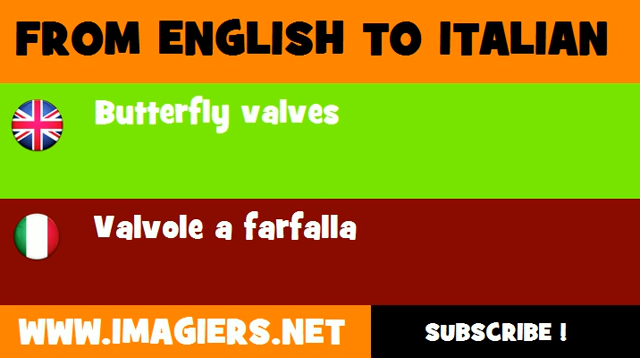 FROM ENGLISH TO ITALIAN
Butterfly valves
Valvole a farfalla
WWW.IMAGIERS.NET
SUBSCRIBE !